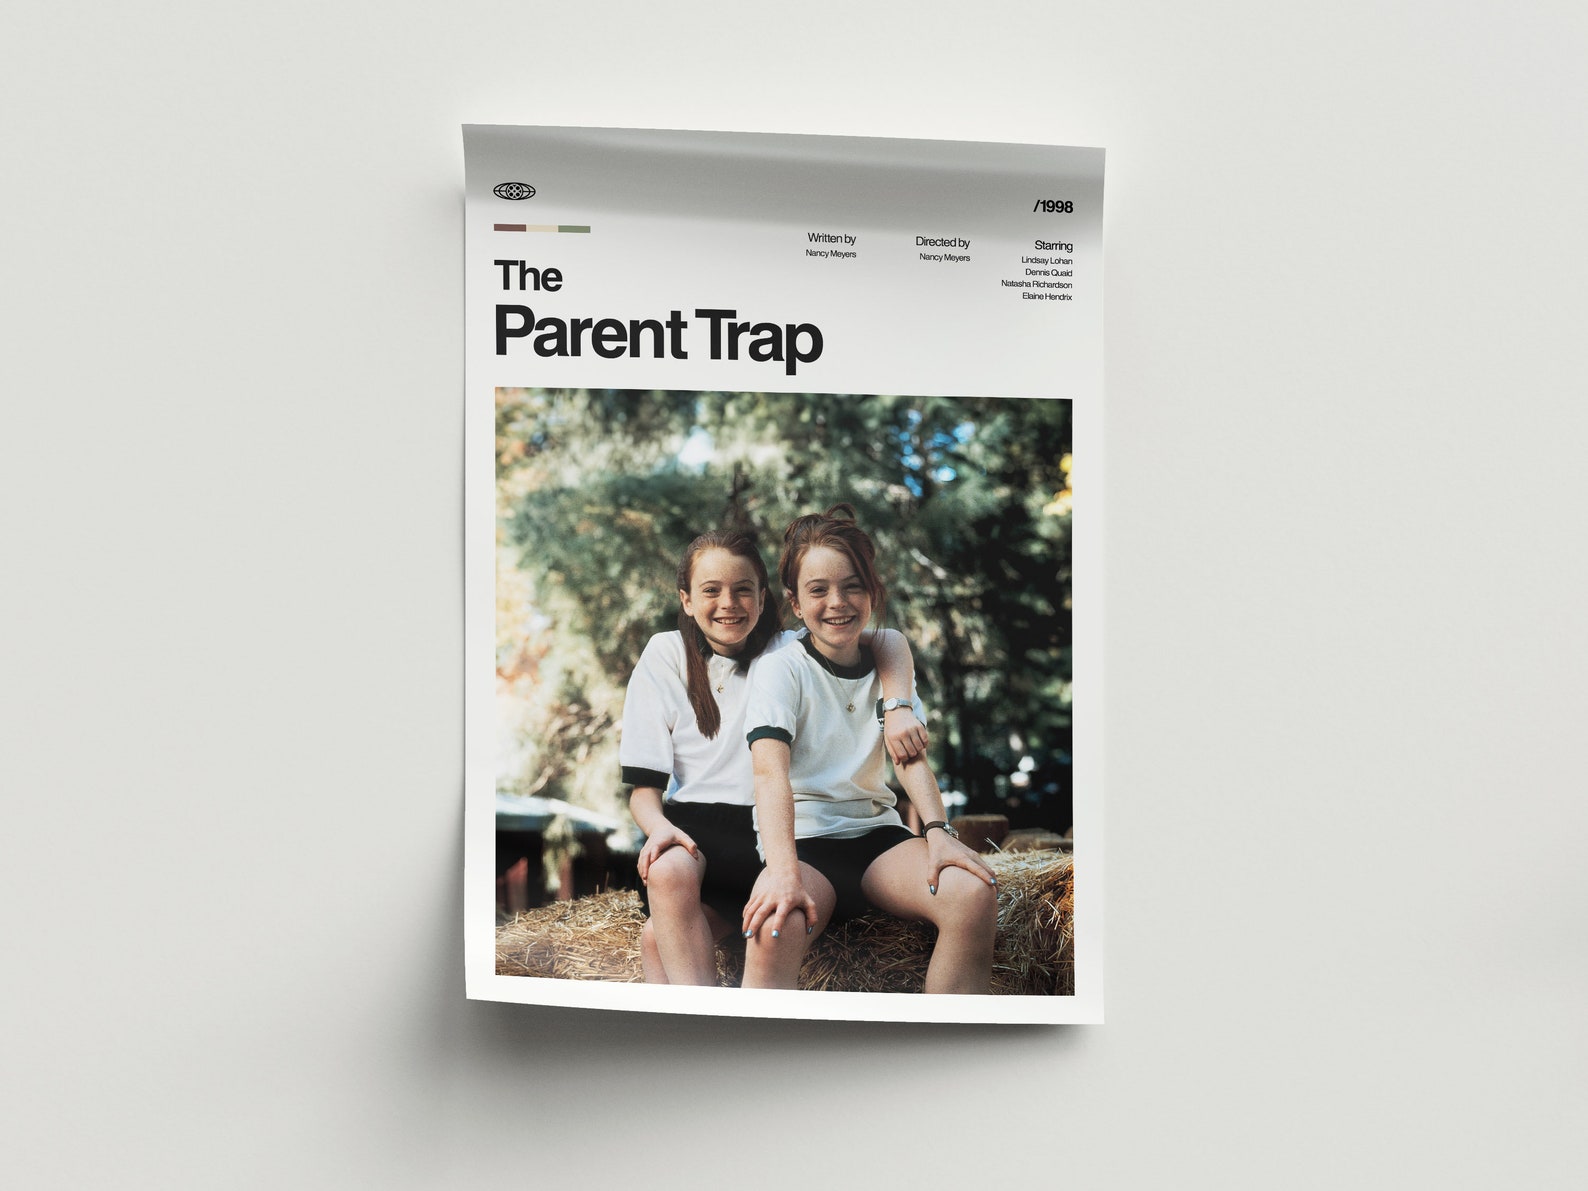 /1998
Written by
Nancy Meyers
Directed by
Nancy Meyers
Starring
Lindsay Lohan
Dennis Quaid
Natasha Richardson
Elaine Hendrix
The
Parent Trap